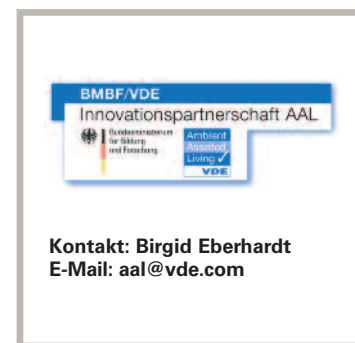 BMBF/VDE
Innovationspartnerschaft AAL
Bundesministerium
für Bildung
und Forschung
Ambient
Assisted
Living ✓
VDE
Kontakt: Birgid Eberhardt
E-Mail: aal@vde.com